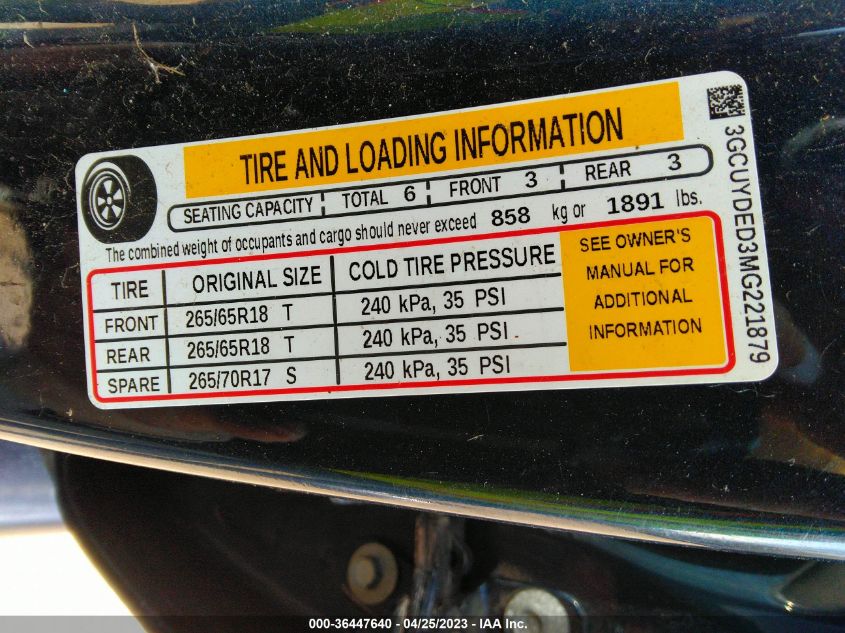 TIRE AND LOADING INFORMATION
SEATING CAPACITY TOTAL 6 FRONT 3 REAR 3
The combined weight of occupants and cargo should never exceed 858 kg or 1891 lbs.
TIRE ORIGINAL SIZE COLD TIRE PRESSURE
FRONT 265/65R18 T 240 kPa, 35 PSI
REAR 265/65R18 T 240 kPa, 35 PSI
SPARE 265/70R17 S 240 kPa, 35 PSI
SEE OWNER'S
MANUAL FOR
ADDITIONAL
INFORMATION
3GCUYDED3MG221879
000-36447640 / 04/25/2023 - IAA Inc.